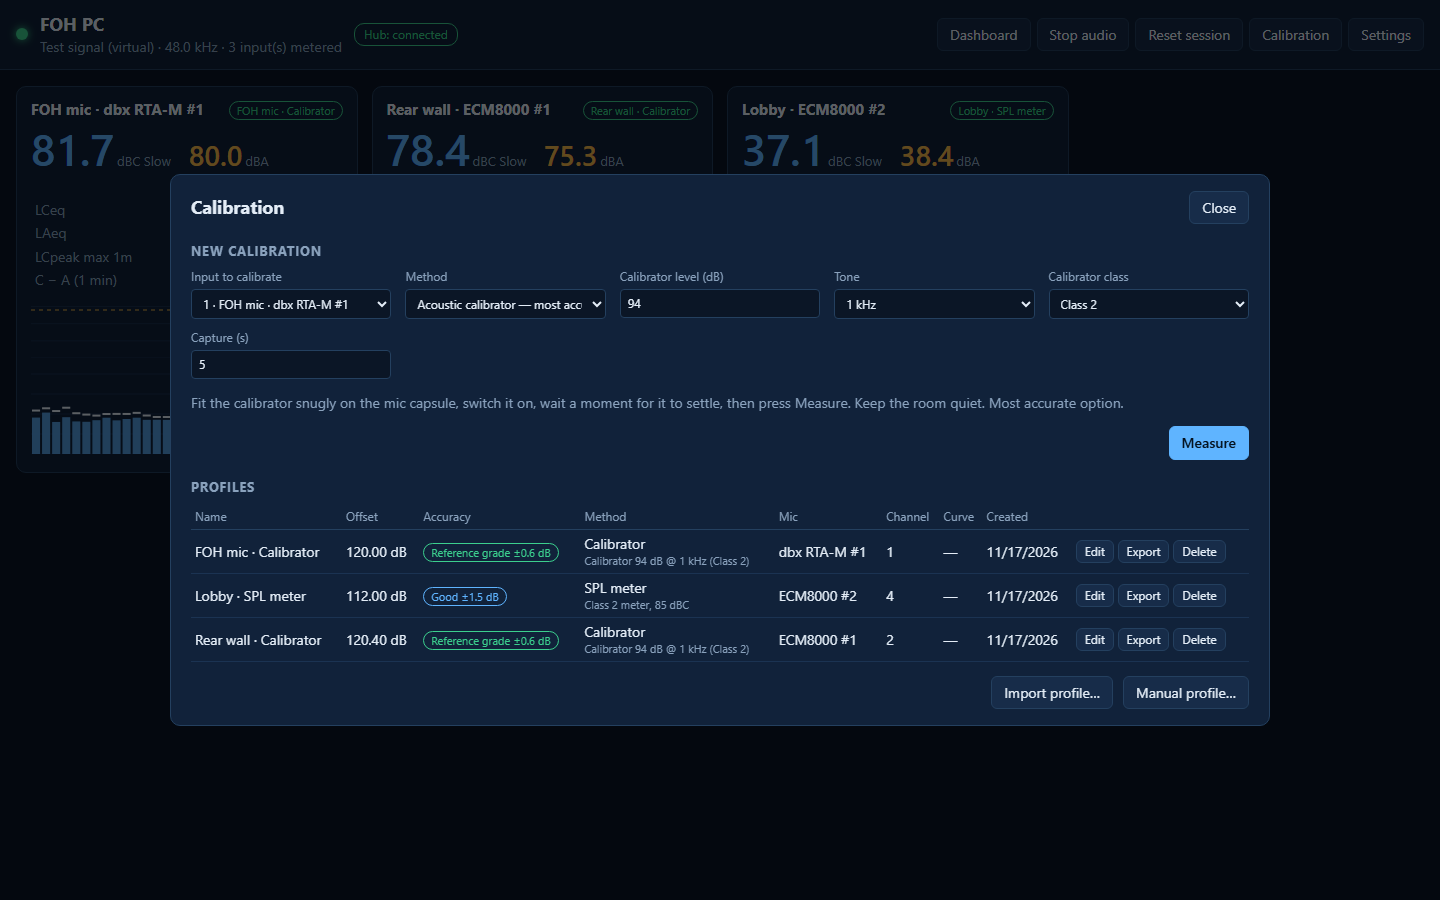 FOH PC
Test signal (virtual) · 48.0 kHz · 3 input(s) metered
Hub: connected
Dashboard
Stop audio
Reset session
Calibration
Settings
FOH mic · dbx RTA-M #1
FOH mic · Calibrator
81.7 dBC Slow 80.0 dBA
Rear wall · ECM8000 #1
Rear wall · Calibrator
78.4 dBC Slow 75.3 dBA
Lobby · ECM8000 #2
Lobby · SPL meter
37.1 dBC Slow 38.4 dBA
LCeq
LAeq
LCpeak max 1m
C − A (1 min)
Calibration
Close
NEW CALIBRATION
Input to calibrate
1 · FOH mic · dbx RTA-M #1
Method
Acoustic calibrator — most acc
Calibrator level (dB)
94
Tone
1 kHz
Calibrator class
Class 2
Capture (s)
5
Fit the calibrator snugly on the mic capsule, switch it on, wait a moment for it to settle, then press Measure. Keep the room quiet. Most accurate option.
Measure
PROFILES
Name Offset Accuracy Method Mic Channel Curve Created
FOH mic · Calibrator 120.00 dB Reference grade ±0.6 dB Calibrator dbx RTA-M #1 1 — 11/17/2026 Edit Export Delete
Calibrator 94 dB @ 1 kHz (Class 2)
Lobby · SPL meter 112.00 dB Good ±1.5 dB SPL meter ECM8000 #2 4 — 11/17/2026 Edit Export Delete
Class 2 meter, 85 dBC
Rear wall · Calibrator 120.40 dB Reference grade ±0.6 dB Calibrator ECM8000 #1 2 — 11/17/2026 Edit Export Delete
Calibrator 94 dB @ 1 kHz (Class 2)
Import profile...
Manual profile...